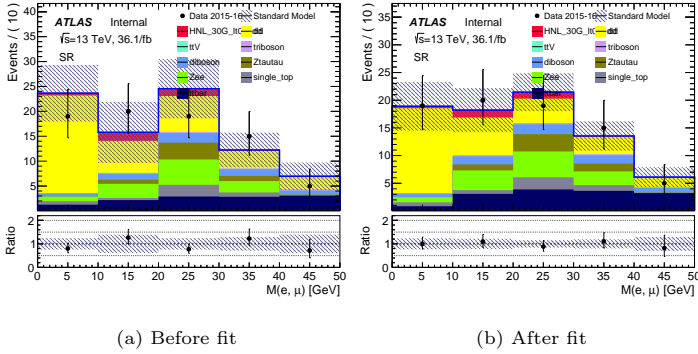 Events / ( 10 )
ATLAS Internal
√s=13 TeV, 36.1/fb
SR
Data 2015-16
Standard Model
HNL_30G_lt
ttV
triboson
diboson
Ztautau
Zee
single_top
ttbar
40
35
30
25
20
15
10
5
Ratio
2
1
0
0 5 10 15 20 25 30 35 40 45 50
M(e, μ) [GeV]
(a) Before fit
Events / ( 10 )
ATLAS Internal
√s=13 TeV, 36.1/fb
SR
Data 2015-16
Standard Model
HNL_30G_lt
ttV
triboson
diboson
Ztautau
Zee
single_top
ttbar
35
30
25
20
15
10
5
Ratio
2
1
0
0 5 10 15 20 25 30 35 40 45 50
M(e, μ) [GeV]
(b) After fit